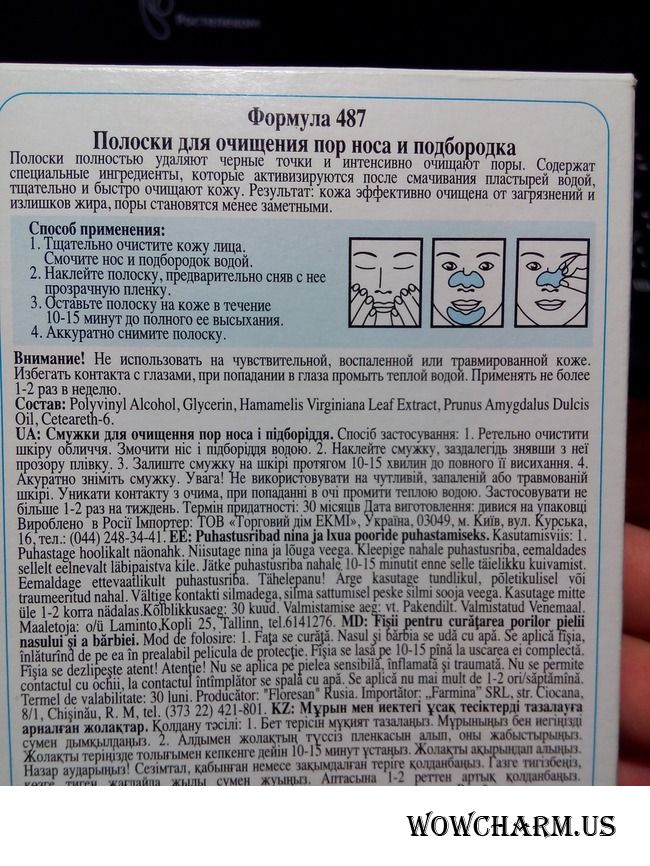 Ростелеком
Формула 487
Полоски для очищения пор носа и подбородка
Полоски полностью удаляют черные точки и интенсивно очищают поры. Содержат
специальные ингредиенты, которые активизируются после смачивания пластырей водой,
тщательно и быстро очищают кожу. Результат: кожа эффективно очищена от загрязнений и
излишков жира, поры становятся менее заметными.
Способ применения:
1. Тщательно очистите кожу лица.
Смочите нос и подбородок водой.
2. Наклейте полоску, предварительно сняв с нее
прозрачную пленку.
3. Оставьте полоску на коже в течение
10-15 минут до полного ее высыхания.
4. Аккуратно снимите полоску.
Внимание! Не использовать на чувствительной, воспаленной или травмированной коже.
Избегать контакта с глазами, при попадании в глаза промыть теплой водой. Применять не более
1-2 раз в неделю.
Состав: Polyvinyl Alcohol, Glycerin, Hamamelis Virginiana Leaf Extract, Prunus Amygdalus Dulcis
Oil, Ceteareth-6.
UA: Смужки для очищення пор носа і підборіддя. Спосіб застосування: 1. Ретельно очистити
шкіру обличчя. Змочити ніс і підборіддя водою. 2. Наклейте смужку, заздалегідь знявши з неї
прозору плівку. 3. Залиште смужку на шкірі протягом 10-15 хвилин до повного її висихання. 4.
Акуратно зніміть смужку. Увага! Не використовувати на чутливій, запаленій або травмованій
шкірі. Уникати контакту з очима, при попаданні в очі промити теплою водою. Застосовувати не
більше 1-2 раз на тиждень. Термін придатності: 30 місяців Дата виготовлення: дивися на упаковці
Вироблено в Росії Імпортер: ТОВ «Торговий дім ЕКМІ», Україна, 03049, м. Київ, вул. Курська,
16, тел.: (044) 248-34-41. EE: Puhastusribad nina ja lxua pooride puhastamiseks. Kasutamisviis: 1.
Puhastage hoolikalt näonahk. Niisutage nina ja lõuga veega. Kleepige nahale puhastusriba, eemaldades
sellelt eelnevalt läbipaistva kile. Jätke puhastusriba nahale 10-15 minutit enne selle täielikku kuivamist.
Eemaldage ettevaatlikult puhastusriba. Tähelepanu! Ärge kasutage tundlikul, põletikulisel või
traumeeritud nahal. Vältige kontakti silmadega, silma sattumisel peske silmi sooja veega. Kasutage mitte
üle 1-2 korra nädalas. Kõlblikkusaeg: 30 kuud. Valmistamise aeg: vt. Pakendilt. Valmistatud Venemaal.
Maaletoja: o/ü Laminto, Kopli 25, Tallinn, tel.6141276. MD: Fişii pentru curăţarea porilor pielii
nasului şi a bărbiei. Mod de folosire: 1. Faţa se curăţă. Nasul şi bărbia se udă cu apă. Se aplică fişia,
înlăturînd de pe ea în prealabil pelicula de protecţie. Fişia se lasă pe 10-15 pînă la uscarea ei completă.
Fişia se dezlipeşte atent! Atenţie! Nu se aplica pe pielea sensibilă, inflamată şi traumată. Nu se permite
contactul cu ochii, la contactul întîmplător se spală cu apă. Se aplică nu mai mult de 1-2 ori/săptămînă.
Termel de valabilitate: 30 luni. Producător: "Floresan" Rusia. Importător: „Farmina” SRL, str. Ciocana,
8/1, Chişinău, R. M, tel. (373 22) 421-801. KZ: Мұрын мен иектегі ұсақ тесіктерді тазалауға
арналған жолақтар. Қолдану тәсілі: 1. Бет терісін мұқият тазалаңыз. Мұрыныңыз бен иегіңізді
сумен дымқылдаңыз. 2. Алдымен жолақтың түссіз пленкасын алып, оны жабыстырыңыз.
Жолақты теріңізде толығымен кепкенге дейін 10-15 минут ұстаңыз. Жолақты ақырындап алыңыз.
Назар аударыңыз! Сезімтал, қабынған немесе зақымдалған теріге қолданбаңыз. Газге тигізбеңіз,
көзге тиген жағдайда жылы сумен жуыңыз. Аптасына 1-2 реттен артық қолданбаңыз.
WOWCHARM.US